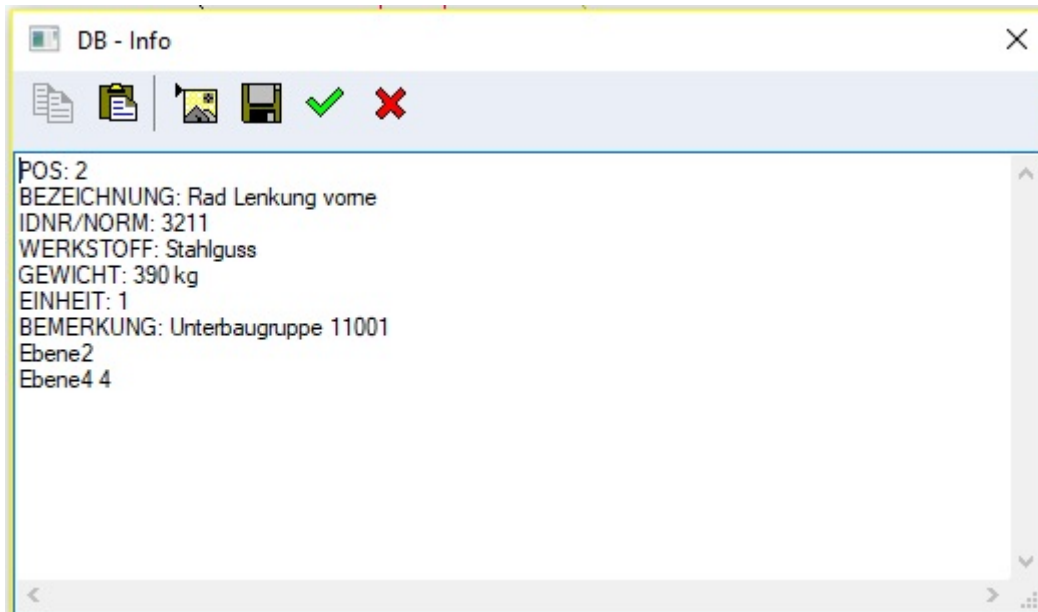 DB - Info
POS: 2
BEZEICHNUNG: Rad Lenkung vorne
IDNR/NORM: 3211
WERKSTOFF: Stahlguss
GEWICHT: 390 kg
EINHEIT: 1
BEMERKUNG: Unterbaugruppe 11001
Ebene2
Ebene4 4